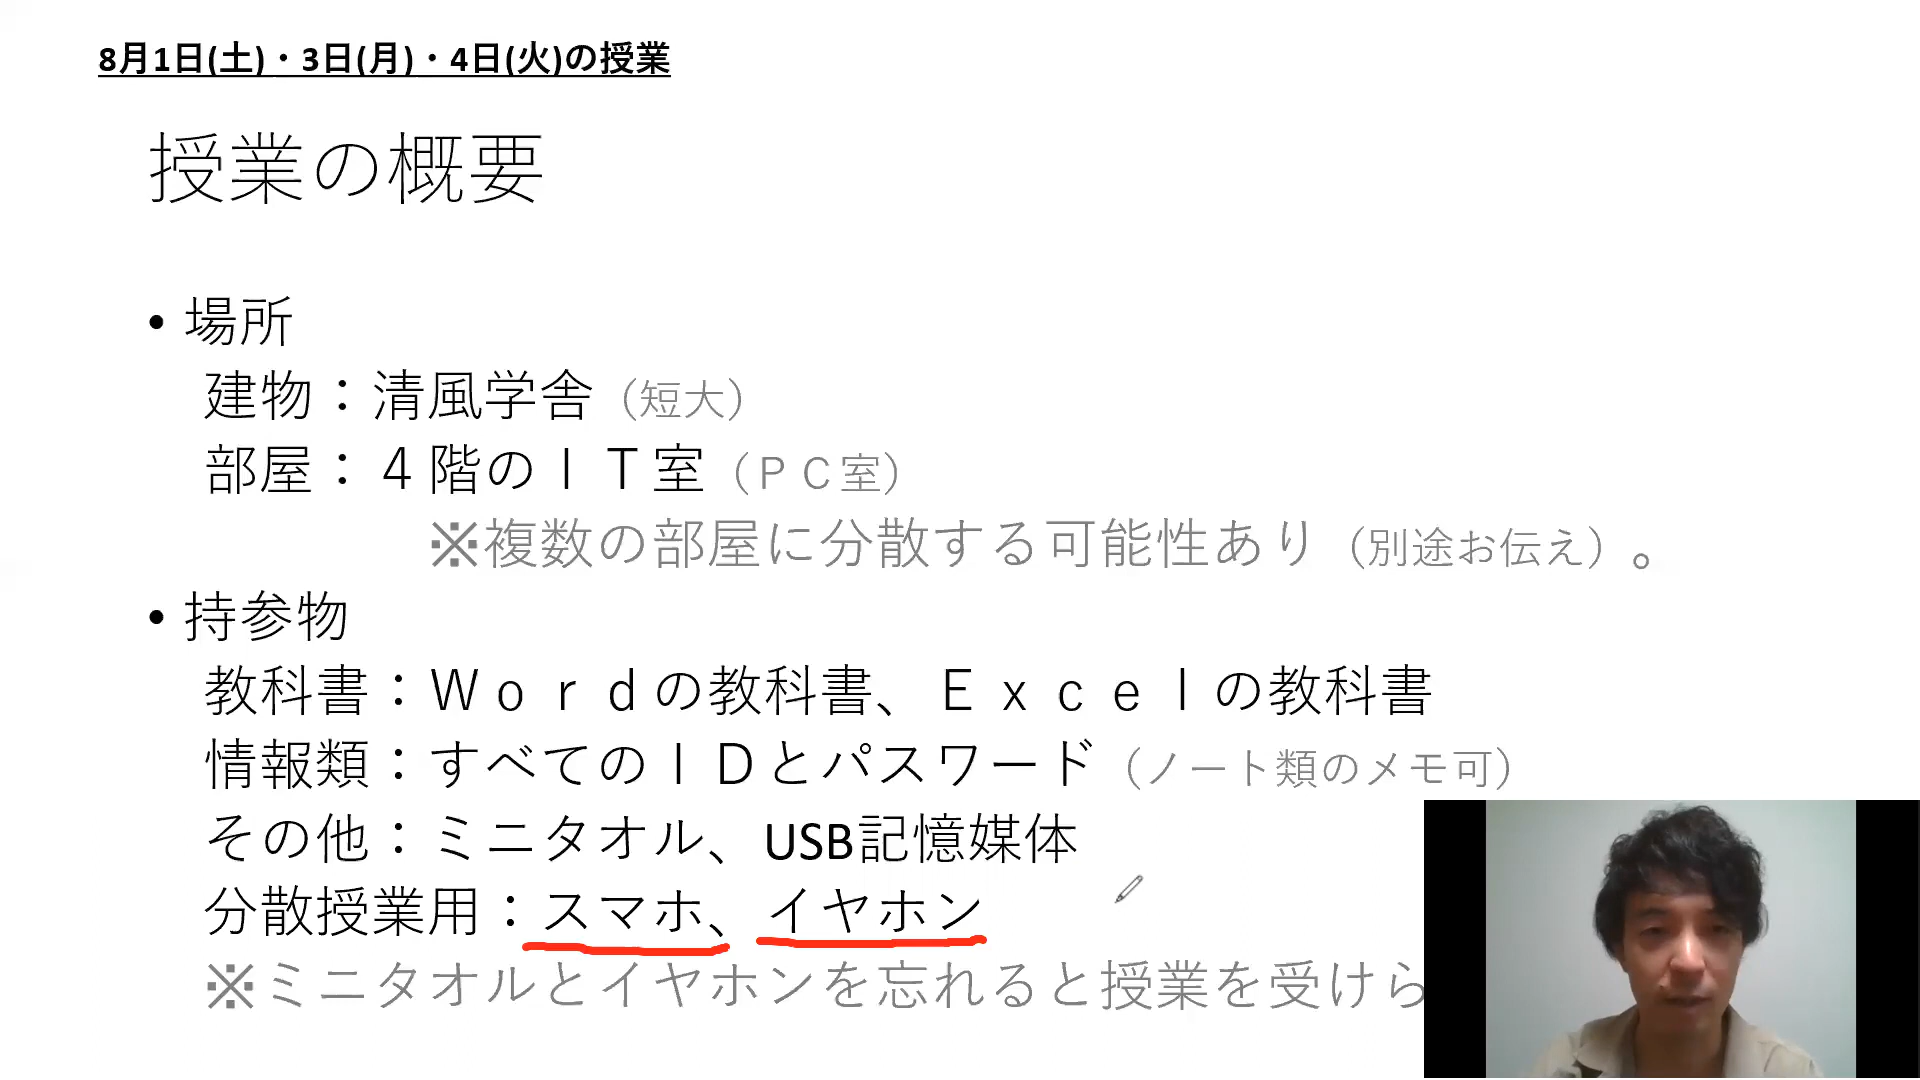 8月1日(土)・3日(月)・4日(火)の授業
授業の概要
• 場所
建物：清風学舎（短大）
部屋：４階のＩＴ室（ＰＣ室）
※複数の部屋に分散する可能性あり（別途お伝え）。
• 持参物
教科書：Ｗｏｒｄの教科書、Ｅｘｃｅｌの教科書
情報類：すべてのＩＤとパスワード（ノート類のメモ可）
その他：ミニタオル、USB記憶媒体
分散授業用：スマホ、イヤホン
※ミニタオルとイヤホンを忘れると授業を受けら